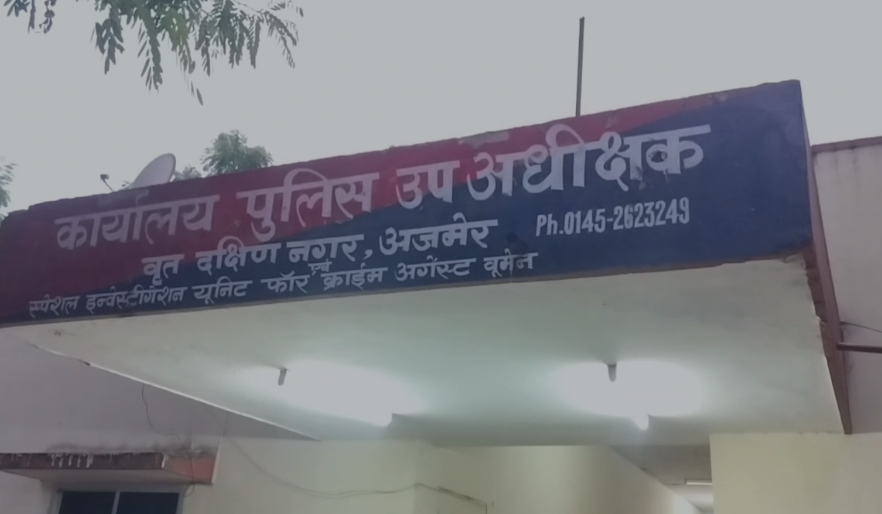 कार्यालय पुलिस उप अधीक्षक
वृत दक्षिण नगर, अजमेर Ph.0145-2623249
एवं
स्पेशल इन्वेस्टीगेशन यूनिट फॉर क्राईम अगेंस्ट वूमेन